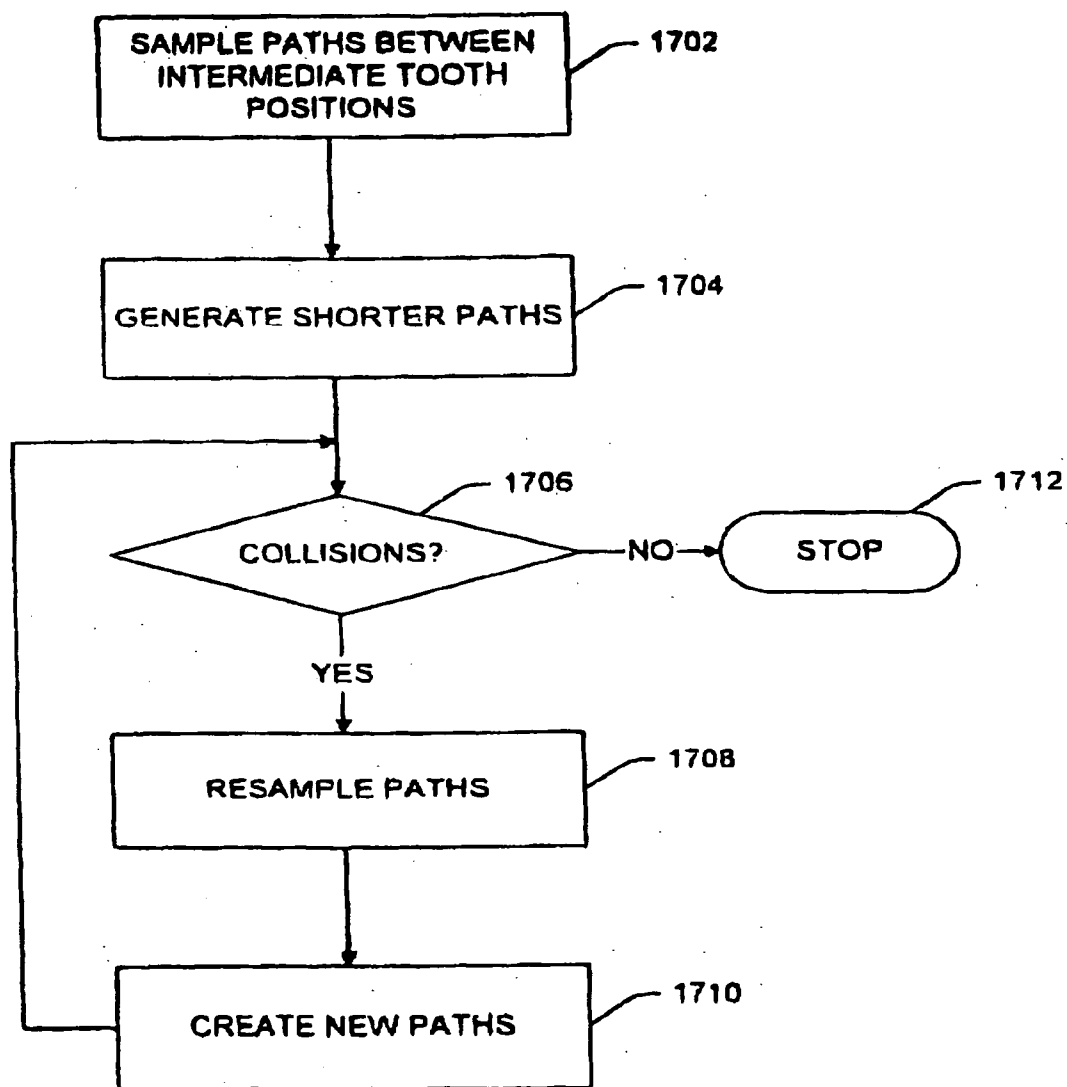 SAMPLE PATHS BETWEEN
INTERMEDIATE TOOTH
POSITIONS
1702
GENERATE SHORTER PATHS
1704
COLLISIONS?
1706
NO
STOP
1712
YES
RESAMPLE PATHS
1708
CREATE NEW PATHS
1710